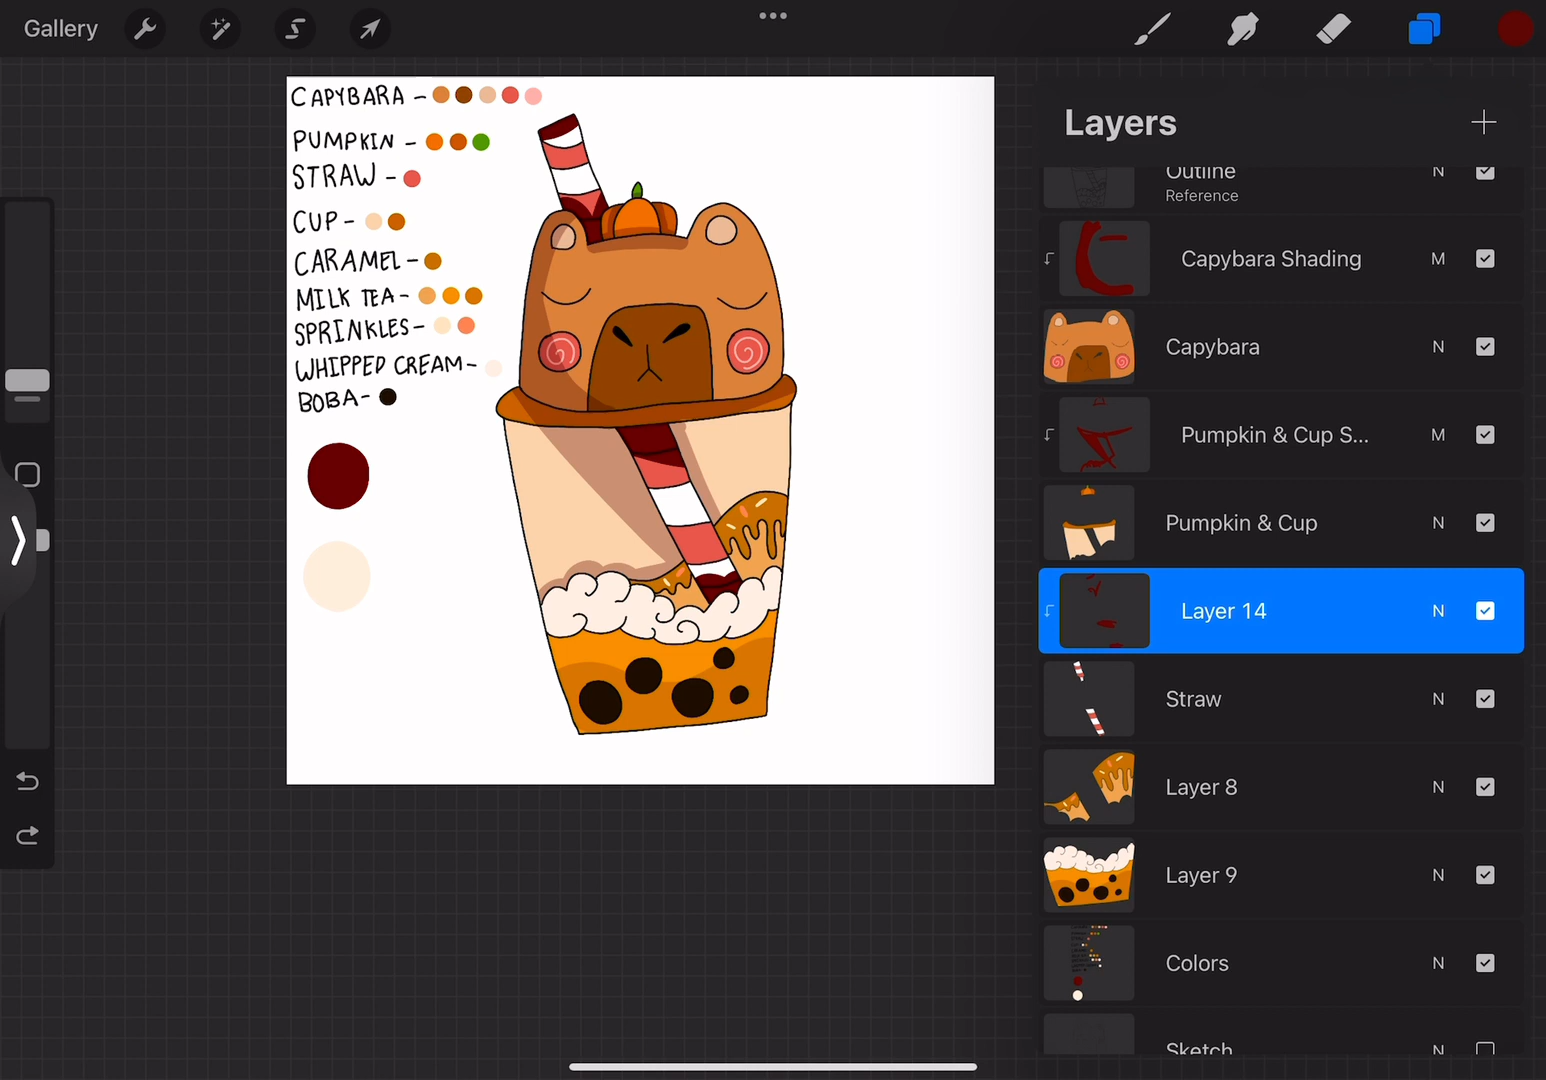 Gallery
CAPYBARA -
PUMPKIN -
STRAW -
CUP -
CARAMEL -
MILK TEA -
SPRINKLES -
WHIPPED CREAM -
BOBA -
Layers
Outline N
Reference
Capybara Shading M
Capybara N
Pumpkin & Cup S... M
Pumpkin & Cup N
Layer 14 N
Straw N
Layer 8 N
Layer 9 N
Colors N
Sketch N